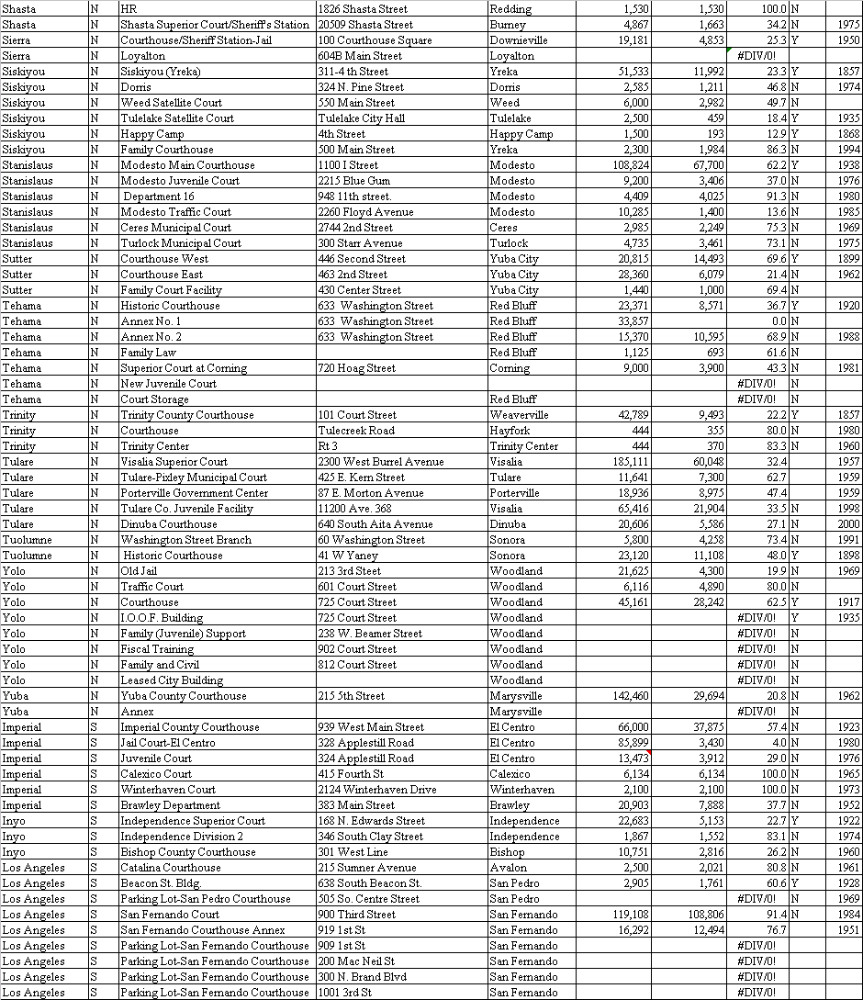 Shasta N HR 1826 Shasta Street Redding 1,530 1,530 100.0 N
Shasta N Shasta Superior Court/Sheriff's Station 20509 Shasta Street Burney 4,867 1,663 34.2 N 1975
Sierra N Courthouse/Sheriff Station-Jail 100 Courthouse Square Downieville 19,181 4,853 25.3 Y 1950
Sierra N Loyalton 604B Main Street Loyalton #DIV/0!
Siskiyou N Siskiyou (Yreka) 311-4 th Street Yreka 51,533 11,992 23.3 Y 1857
Siskiyou N Dorris 324 N. Pine Street Dorris 2,585 1,211 46.8 N 1974
Siskiyou N Weed Satellite Court 550 Main Street Weed 6,000 2,982 49.7 N
Siskiyou N Tulelake Satellite Court Tulelake City Hall Tulelake 2,500 459 18.4 Y 1935
Siskiyou N Happy Camp 4th Street Happy Camp 1,500 193 12.9 Y 1868
Siskiyou N Family Courthouse 500 Main Street Yreka 2,300 1,984 86.3 N 1994
Stanislaus N Modesto Main Courthouse 1100 I Street Modesto 108,824 67,700 62.2 Y 1938
Stanislaus N Modesto Juvenile Court 2215 Blue Gum Modesto 9,200 3,406 37.0 N 1976
Stanislaus N Department 16 948 11th street. Modesto 4,409 4,025 91.3 N 1980
Stanislaus N Modesto Traffic Court 2260 Floyd Avenue Modesto 10,285 1,400 13.6 N 1985
Stanislaus N Ceres Municipal Court 2744 2nd Street Ceres 2,985 2,249 75.3 N 1969
Stanislaus N Turlock Municipal Court 300 Starr Avenue Turlock 4,735 3,461 73.1 N 1975
Sutter N Courthouse West 446 Second Street Yuba City 20,815 14,493 69.6 Y 1899
Sutter N Courthouse East 463 2nd Street Yuba City 28,360 6,079 21.4 N 1962
Sutter N Family Court Facility 430 Center Street Yuba City 1,440 1,000 69.4 N
Tehama N Historic Courthouse 633 Washington Street Red Bluff 23,371 8,571 36.7 Y 1920
Tehama N Annex No. 1 633 Washington Street Red Bluff 33,857 0.0 N
Tehama N Annex No. 2 633 Washington Street Red Bluff 15,370 10,595 68.9 N 1988
Tehama N Family Law Red Bluff 1,125 693 61.6 N
Tehama N Superior Court at Corning 720 Hoag Street Corning 9,000 3,900 43.3 N 1981
Tehama N New Juvenile Court #DIV/0! N
Tehama N Court Storage Red Bluff #DIV/0! N
Trinity N Trinity County Courthouse 101 Court Street Weaverville 42,789 9,493 22.2 Y 1857
Trinity N Courthouse Tulecreek Road Hayfork 444 355 80.0 N 1980
Trinity N Trinity Center Rt 3 Trinity Center 444 370 83.3 N 1960
Tulare N Visalia Superior Court 2300 West Burrel Avenue Visalia 185,111 60,048 32.4 1957
Tulare N Tulare-Pixley Municipal Court 425 E. Kern Street Tulare 11,641 7,300 62.7 1959
Tulare N Porterville Government Center 87 E. Morton Avenue Porterville 18,936 8,975 47.4 1959
Tulare N Tulare Co. Juvenile Facility 11200 Ave. 368 Visalia 65,416 21,904 33.5 N 1998
Tulare N Dinuba Courthouse 640 South Aita Avenue Dinuba 20,606 5,586 27.1 N 2000
Tuolumne N Washington Street Branch 60 Washington Street Sonora 5,800 4,258 73.4 N 1991
Tuolumne N Historic Courthouse 41 W Yaney Sonora 23,120 11,108 48.0 Y 1898
Yolo N Old Jail 213 3rd Steet Woodland 21,625 4,300 19.9 N 1969
Yolo N Traffic Court 601 Court Street Woodland 6,116 4,890 80.0 N
Yolo N Courthouse 725 Court Street Woodland 45,161 28,242 62.5 Y 1917
Yolo N I.O.O.F. Building 725 Court Street Woodland #DIV/0! Y 1935
Yolo N Family (Juvenile) Support 238 W. Beamer Street Woodland #DIV/0! N
Yolo N Fiscal Training 902 Court Street Woodland #DIV/0! N
Yolo N Family and Civil 812 Court Street Woodland #DIV/0! N
Yolo N Leased City Building Woodland #DIV/0! N
Yuba N Yuba County Courthouse 215 5th Street Marysville 142,460 29,694 20.8 N 1962
Yuba N Annex Marysville #DIV/0! N
Imperial S Imperial County Courthouse 939 West Main Street El Centro 66,000 37,875 57.4 N 1923
Imperial S Jail Court-El Centro 328 Applestill Road El Centro 85,899 3,430 4.0 N 1980
Imperial S Juvenile Court 324 Applestill Road El Centro 13,473 3,912 29.0 N 1976
Imperial S Calexico Court 415 Fourth St Calexico 6,134 6,134 100.0 N 1965
Imperial S Winterhaven Court 2124 Winterhaven Drive Winterhaven 2,100 2,100 100.0 N 1973
Imperial S Brawley Department 383 Main Street Brawley 20,903 7,888 37.7 N 1952
Inyo S Independence Superior Court 168 N. Edwards Street Independence 22,683 5,153 22.7 Y 1922
Inyo S Independence Division 2 346 South Clay Street Independence 1,867 1,552 83.1 N 1974
Inyo S Bishop County Courthouse 301 West Line Bishop 10,751 2,816 26.2 N 1960
Los Angeles S Catalina Courthouse 215 Sumner Avenue Avalon 2,500 2,021 80.8 N 1961
Los Angeles S Beacon St. Bldg. 638 South Beacon St. San Pedro 2,905 1,761 60.6 Y 1928
Los Angeles S Parking Lot-San Pedro Courthouse 505 So. Centre Street San Pedro #DIV/0! N 1969
Los Angeles S San Fernando Court 900 Third Street San Fernando 119,108 108,806 91.4 N 1984
Los Angeles S San Fernando Courthouse Annex 919 1st St San Fernando 16,292 12,494 76.7 1951
Los Angeles S Parking Lot-San Fernando Courthouse 909 1st St San Fernando #DIV/0!
Los Angeles S Parking Lot-San Fernando Courthouse 200 Mac Neil St San Fernando #DIV/0!
Los Angeles S Parking Lot-San Fernando Courthouse 300 N. Brand Blvd San Fernando #DIV/0!
Los Angeles S Parking Lot-San Fernando Courthouse 1001 3rd St San Fernando #DIV/0!